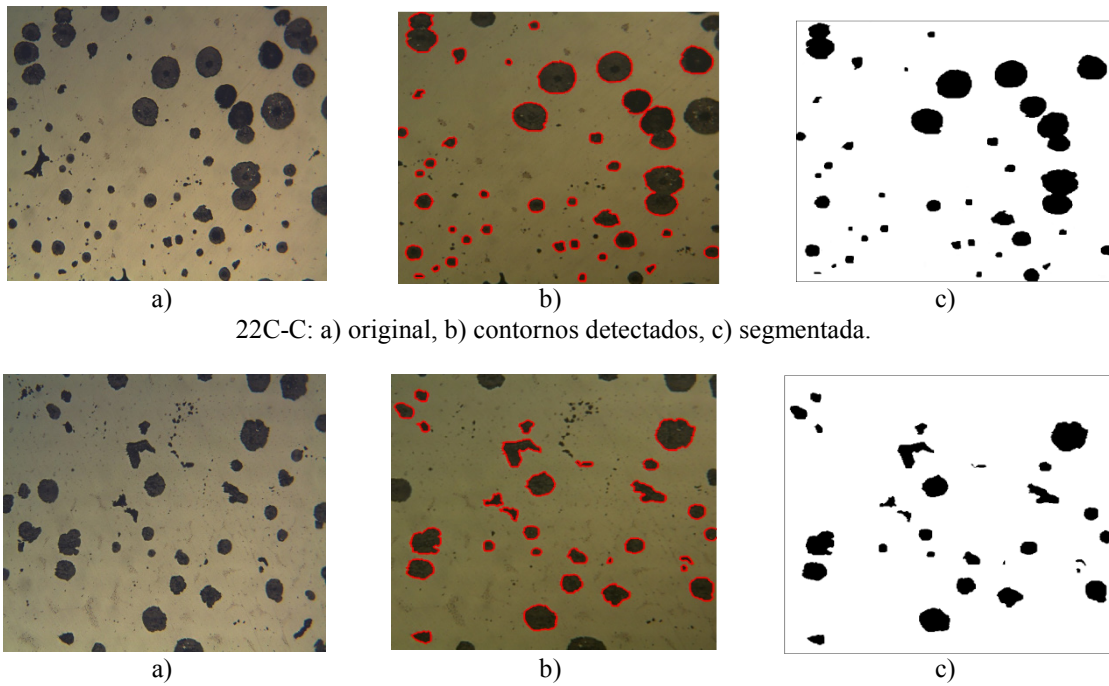 a) b) c)
22C-C: a) original, b) contornos detectados, c) segmentada.
a) b) c)